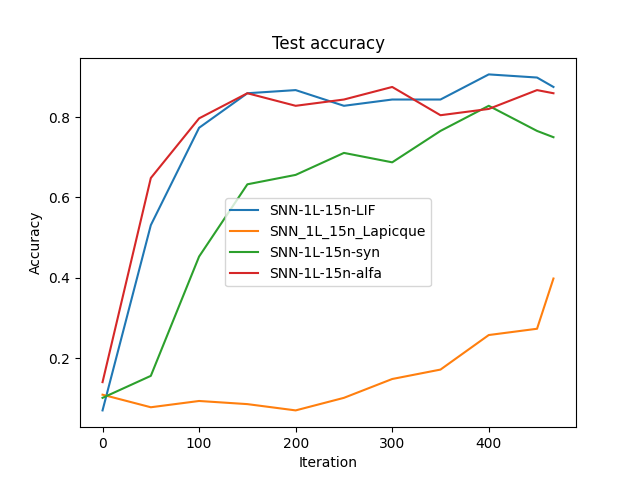 Test accuracy
Accuracy
0.8
0.6
0.4
0.2
SNN-1L-15n-LIF
SNN_1L_15n_Lapicque
SNN-1L-15n-syn
SNN-1L-15n-alfa
0 100 200 300 400
Iteration